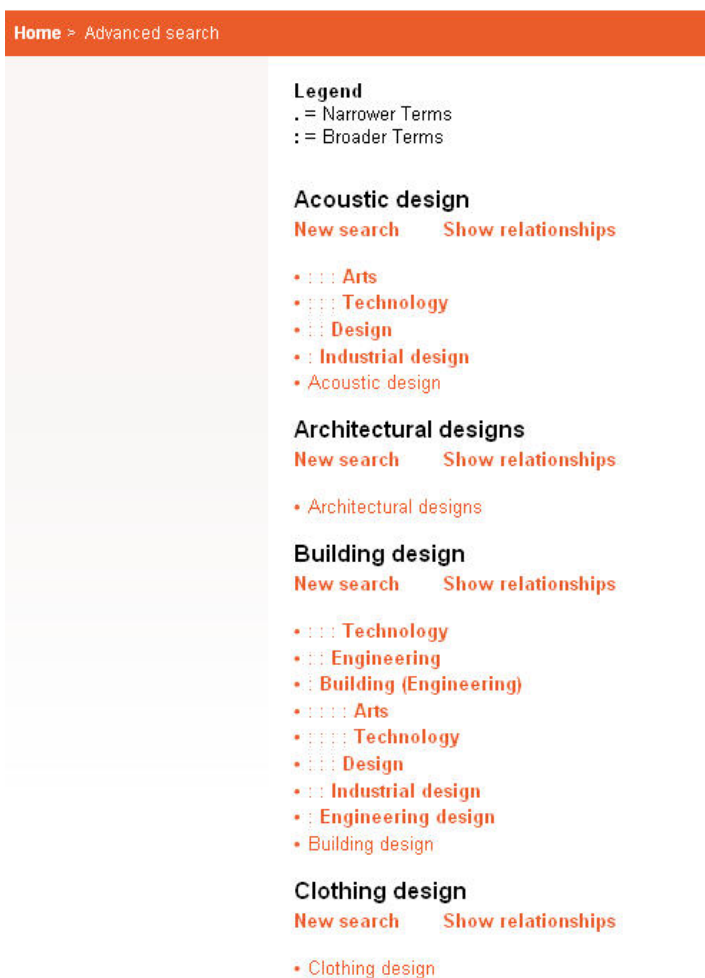 Home > Advanced search
Legend
. = Narrower Terms
: = Broader Terms
Acoustic design
New search Show relationships
• : : : Arts
• : : : Technology
• : : Design
• : Industrial design
• Acoustic design
Architectural designs
New search Show relationships
• Architectural designs
Building design
New search Show relationships
• : : : Technology
• : : Engineering
• : Building (Engineering)
• : : : : Arts
• : : : : Technology
• : : : Design
• : : Industrial design
• : Engineering design
• Building design
Clothing design
New search Show relationships
• Clothing design